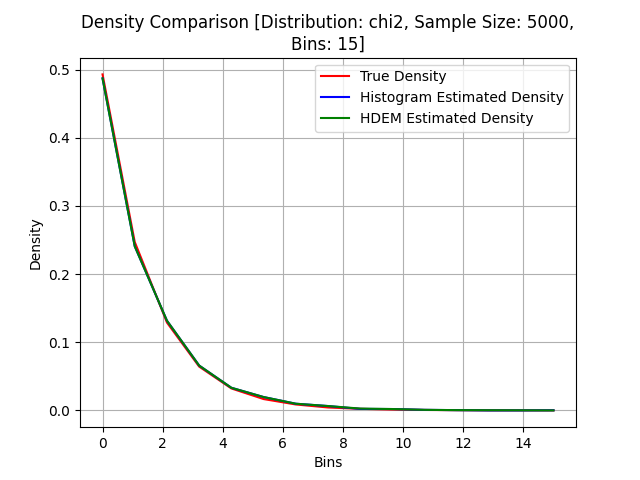 Density Comparison [Distribution: chi2, Sample Size: 5000,
Bins: 15]
True Density
Histogram Estimated Density
HDEM Estimated Density
Density
0.5
0.4
0.3
0.2
0.1
0.0
0 2 4 6 8 10 12 14
Bins